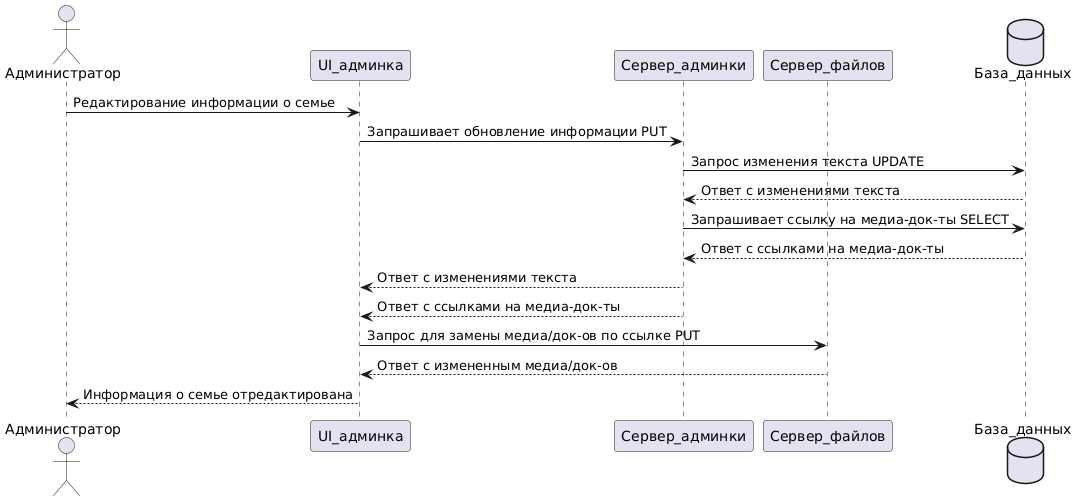 Администратор
UI_админка
Сервер_админки
Сервер_файлов
База_данных
Редактирование информации о семье
Запрашивает обновление информации PUT
Запрос изменения текста UPDATE
Ответ с изменениями текста
Запрашивает ссылку на медиа-док-ты SELECT
Ответ с ссылками на медиа-док-ты
Ответ с изменениями текста
Ответ с ссылками на медиа-док-ты
Запрос для замены медиа/док-ов по ссылке PUT
Ответ с измененным медиа/док-ов
Информация о семье отредактирована
Администратор
UI_админка
Сервер_админки
Сервер_файлов
База_данных